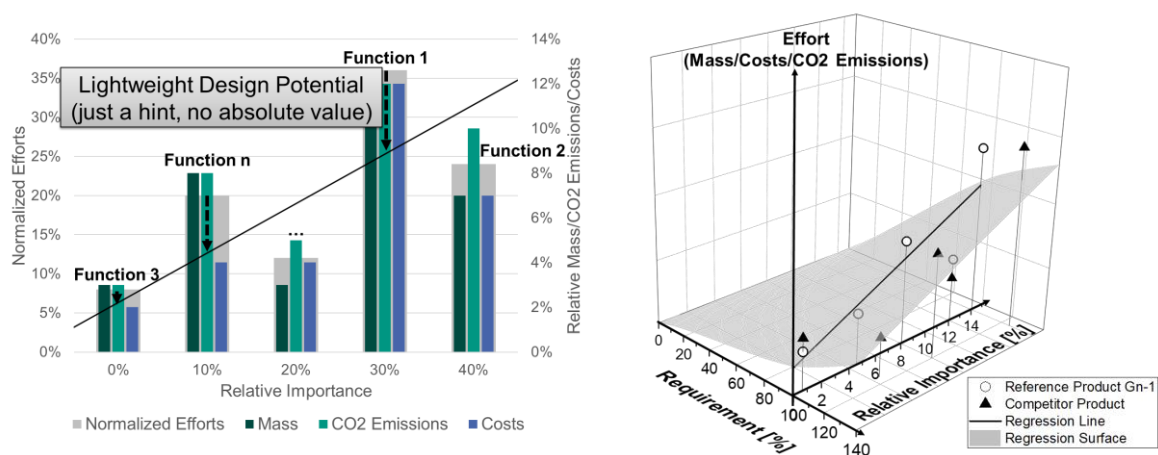 40%
35%
30%
25%
20%
15%
10%
5%
0%
Normalized Efforts
14%
12%
10%
8%
6%
4%
2%
0%
Relative Mass/CO2 Emissions/Costs
Function 1
Lightweight Design Potential
(just a hint, no absolute value)
Function n
Function 2
...
Function 3
0%
10%
20%
30%
40%
Relative Importance
Normalized Efforts
Mass
CO2 Emissions
Costs
Effort
(Mass/Costs/CO2 Emissions)
0
20
40
60
80
100
120
140
Requirement [%]
2
4
6
8
10
12
14
Relative Importance [%]
Reference Product Gn-1
Competitor Product
Regression Line
Regression Surface